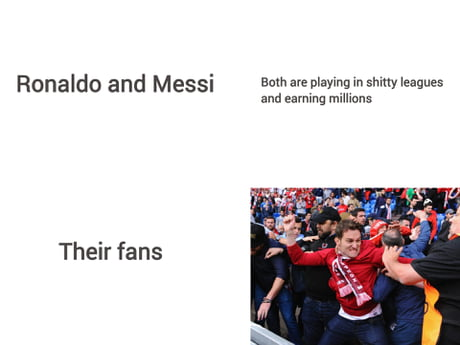 Ronaldo and Messi
Both are playing in shitty leagues
and earning millions
Their fans